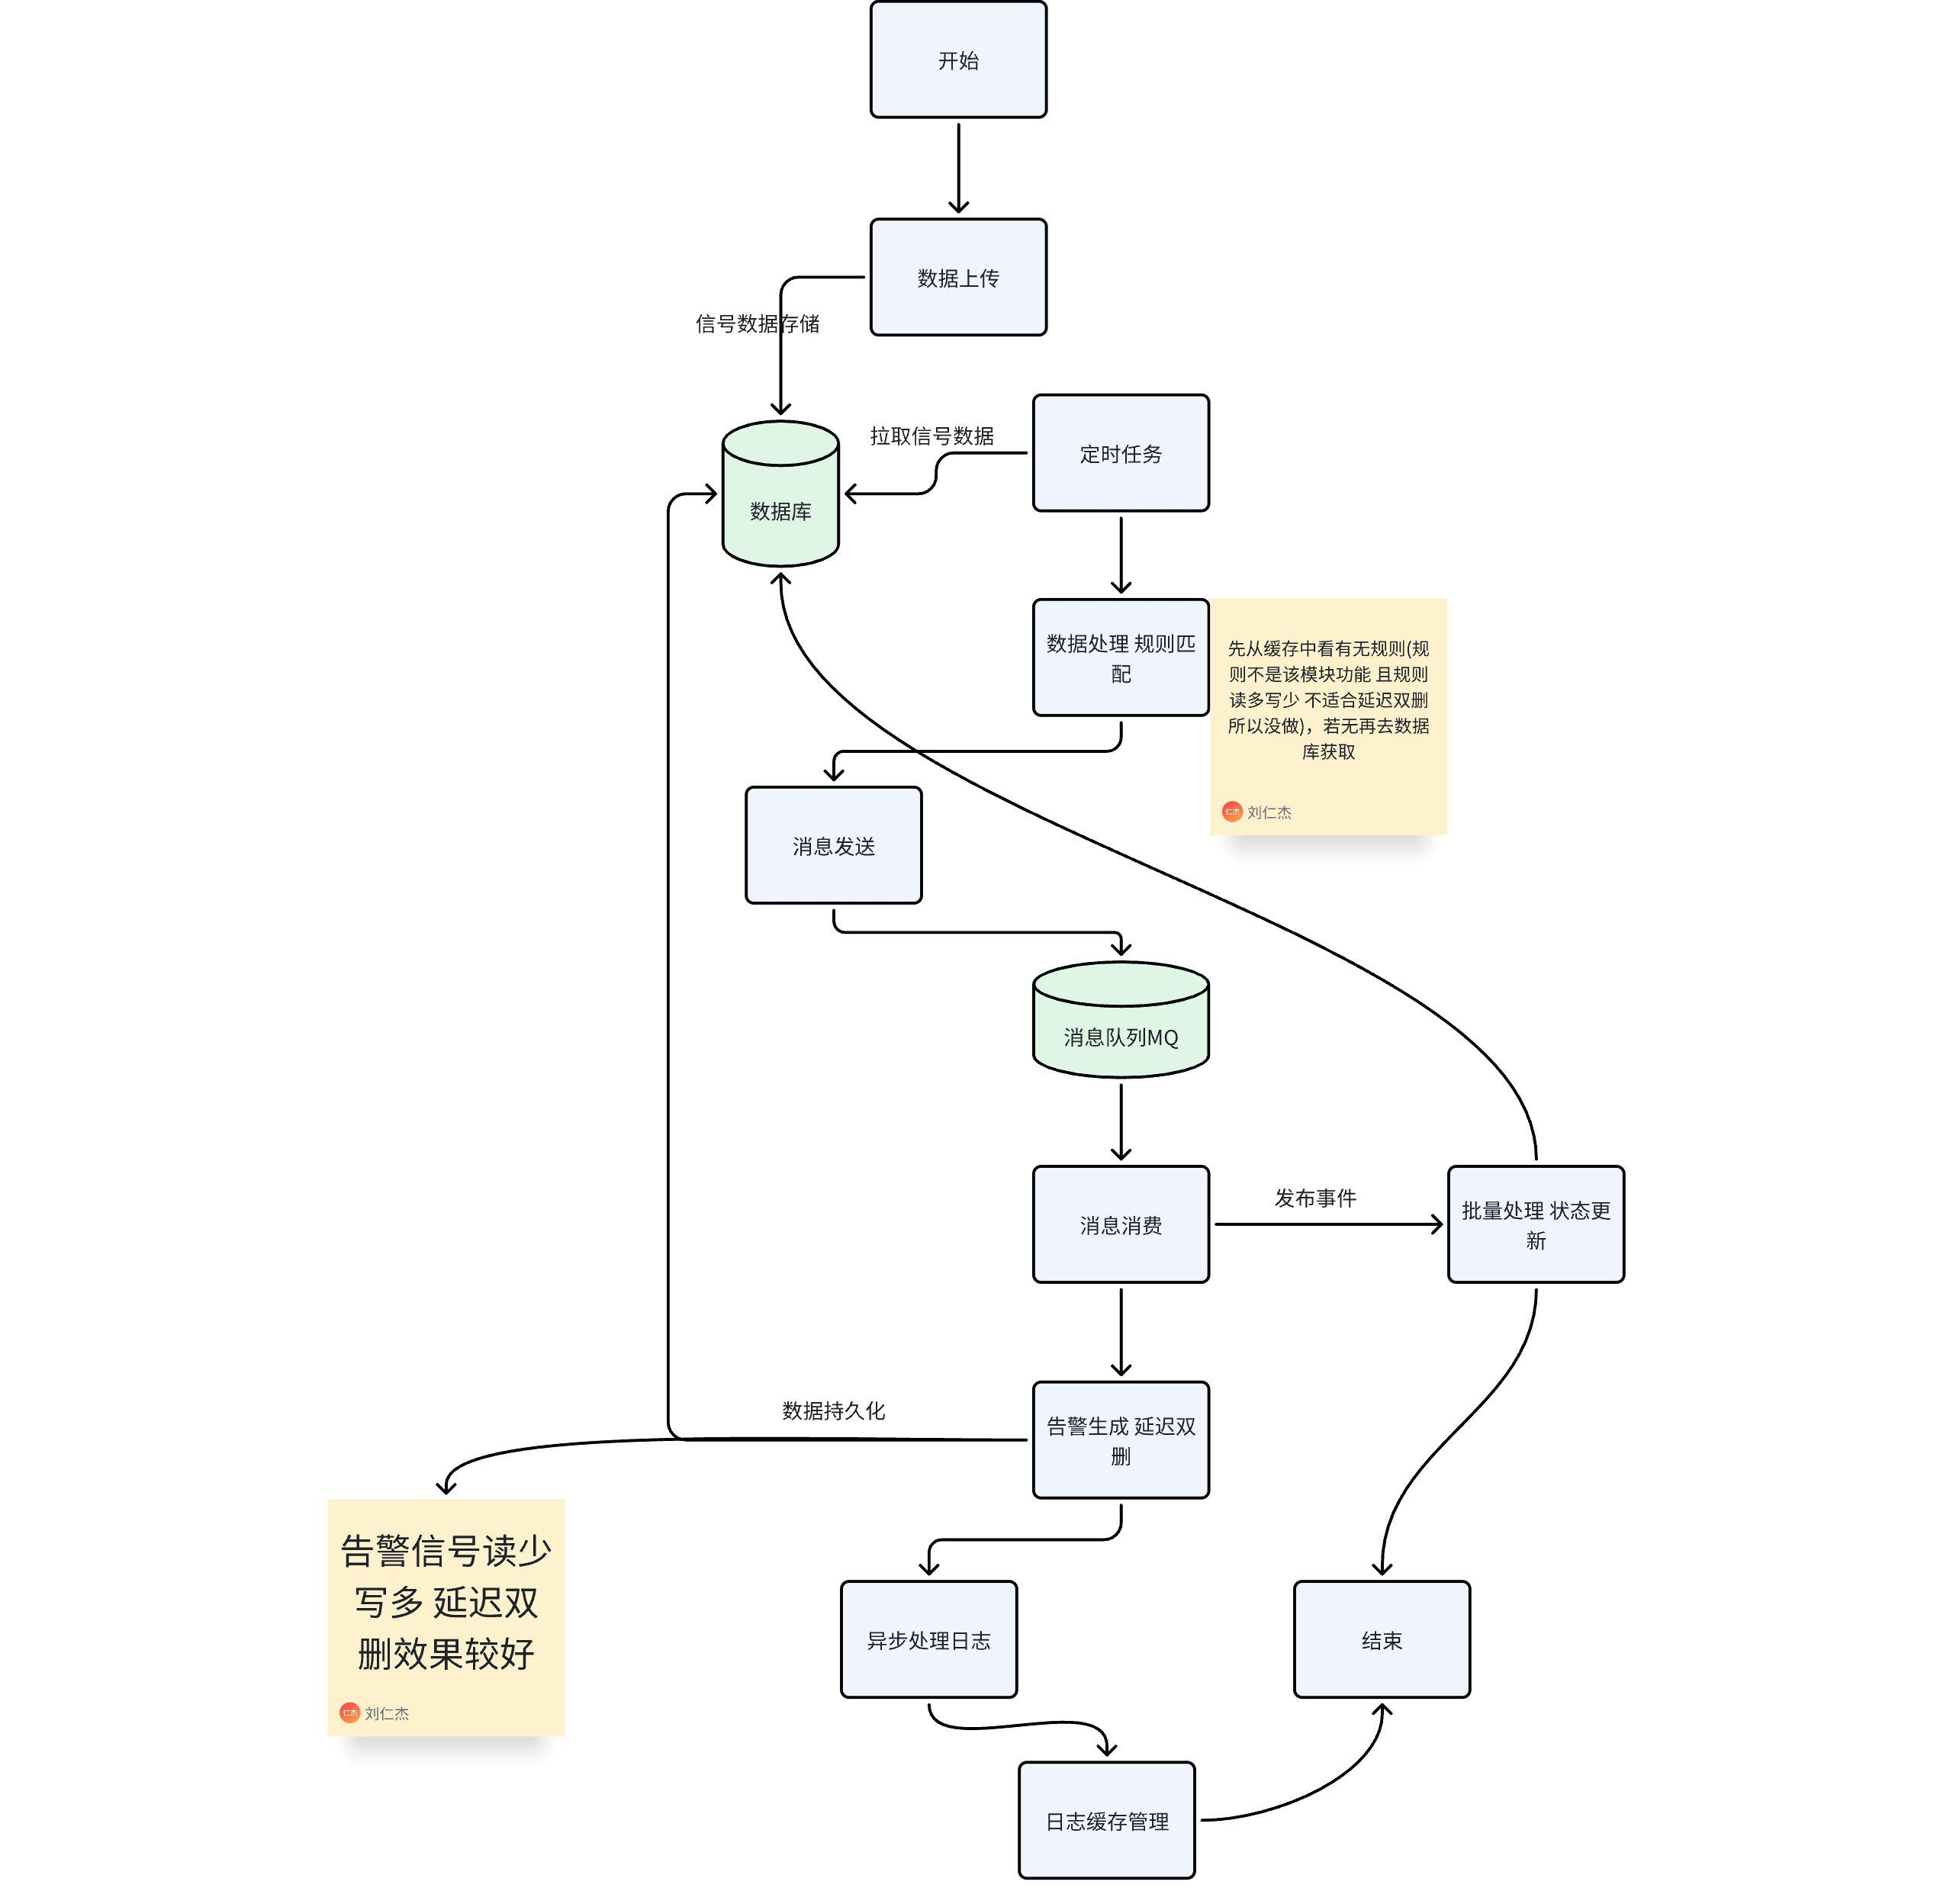 开始
数据上传
信号数据存储
拉取信号数据
定时任务
数据库
数据处理 规则匹
配
先从缓存中看有无规则(规
则不是该模块功能 且规则
读多写少 不适合延迟双删
所以没做)，若无再去数据
库获取
仁杰 刘仁杰
消息发送
消息队列MQ
消息消费
发布事件
批量处理 状态更
新
数据持久化
告警生成 延迟双
删
告警信号读少
写多 延迟双
删效果较好
仁杰 刘仁杰
异步处理日志
结束
日志缓存管理